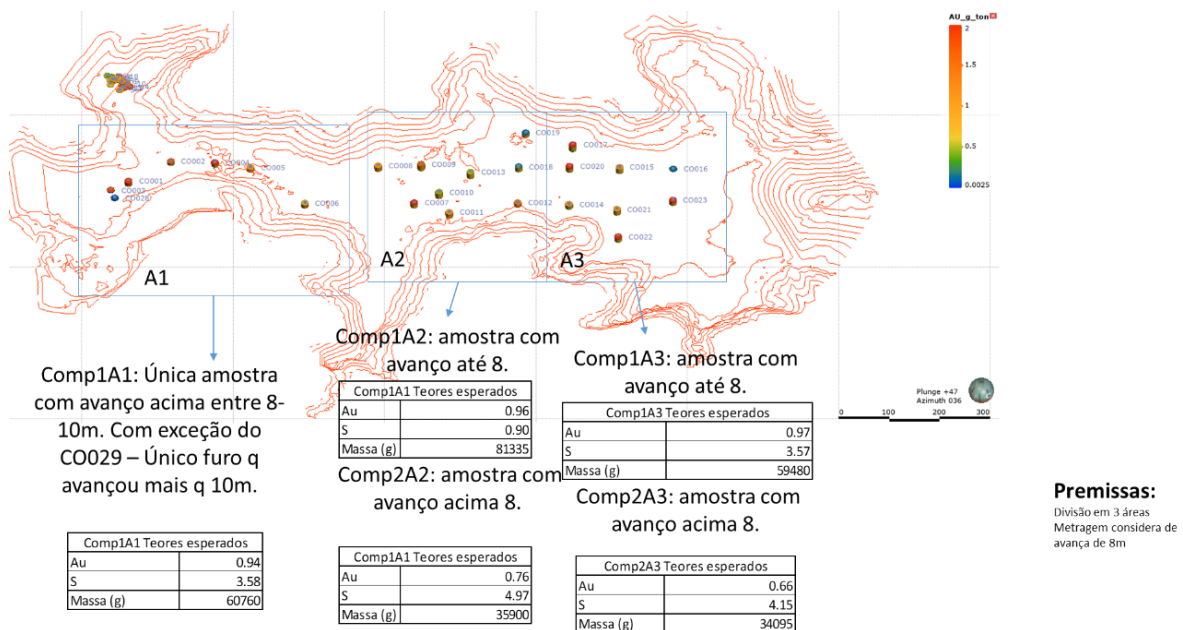 AU_g_ton
2
1.5
1
0.5
0.0025
CO019
CO017
CO002
CO004
CO005
CO008
CO009
CO013
CO018
CO020
CO015
CO016
CO001
CO010
CO006
CO007
CO011
CO012
CO014
CO021
CO023
CO022
A1
A2
A3
Plunge +47
Azimuth 036
0 100 200 300
Comp1A1: Única amostra
com avanço acima entre 8-
10m. Com exceção do
CO029 – Único furo q
avançou mais q 10m.
Comp1A1 Teores esperados
Au 0.94
S 3.58
Massa (g) 60760
Comp1A2: amostra com
avanço até 8.
Comp1A1 Teores esperados
Au 0.96
S 0.90
Massa (g) 81335
Comp2A2: amostra com
avanço acima 8.
Comp1A1 Teores esperados
Au 0.76
S 4.97
Massa (g) 35900
Comp1A3: amostra com
avanço até 8.
Comp1A3 Teores esperados
Au 0.97
S 3.57
Massa (g) 59480
Comp2A3: amostra com
avanço acima 8.
Comp2A3 Teores esperados
Au 0.66
S 4.15
Massa (g) 34095
Premissas:
Divisão em 3 áreas
Metragem considera de
avança de 8m